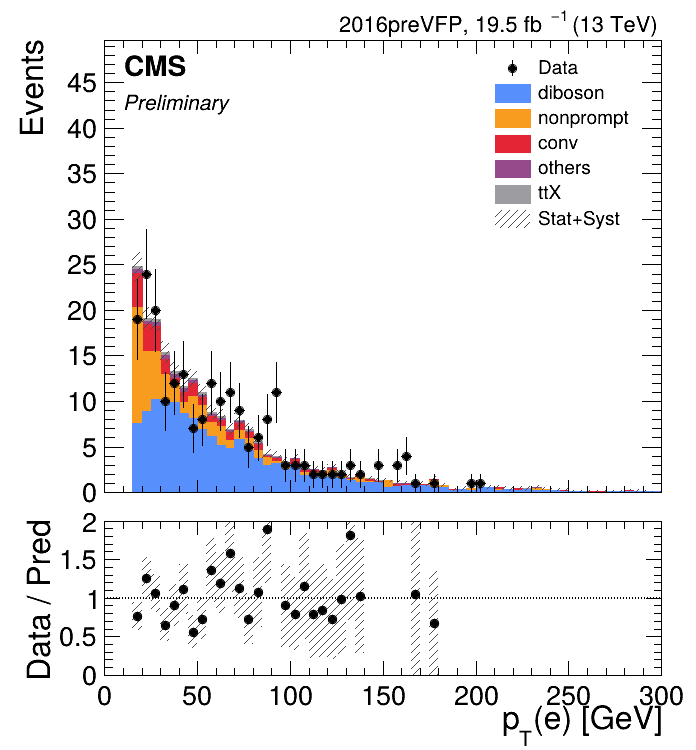 2016preVFP, 19.5 fb ⁻¹ (13 TeV)
CMS
Preliminary
Events
Data
diboson
nonprompt
conv
others
ttX
Stat+Syst
45
40
35
30
25
20
15
10
5
0
Data / Pred
2
1.5
1
0.5
0
0 50 100 150 200 250 300
p_T(e) [GeV]